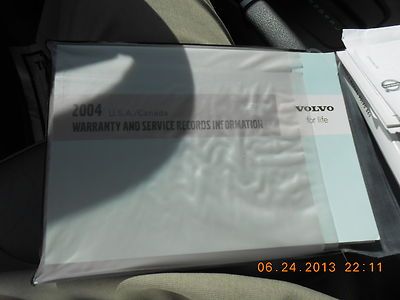 2004 U.S.A./Canada
WARRANTY AND SERVICE RECORDS INFORMATION
VOLVO
for life
06.24.2013 22:11